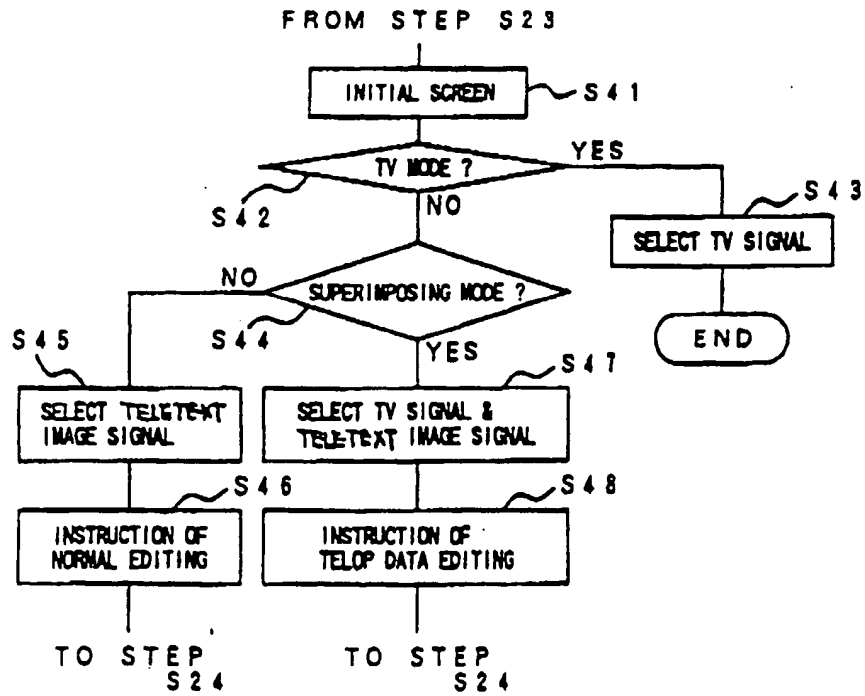 FROM STEP S23
INITIAL SCREEN
S41
TV MODE ?
YES
S42
NO
S43
SELECT TV SIGNAL
END
SUPERIMPOSING MODE ?
NO
S44
YES
S45
SELECT TELETEXT
IMAGE SIGNAL
S47
SELECT TV SIGNAL &
TELETEXT IMAGE SIGNAL
S46
INSTRUCTION OF
NORMAL EDITING
S48
INSTRUCTION OF
TELOP DATA EDITING
TO STEP
S24
TO STEP
S24